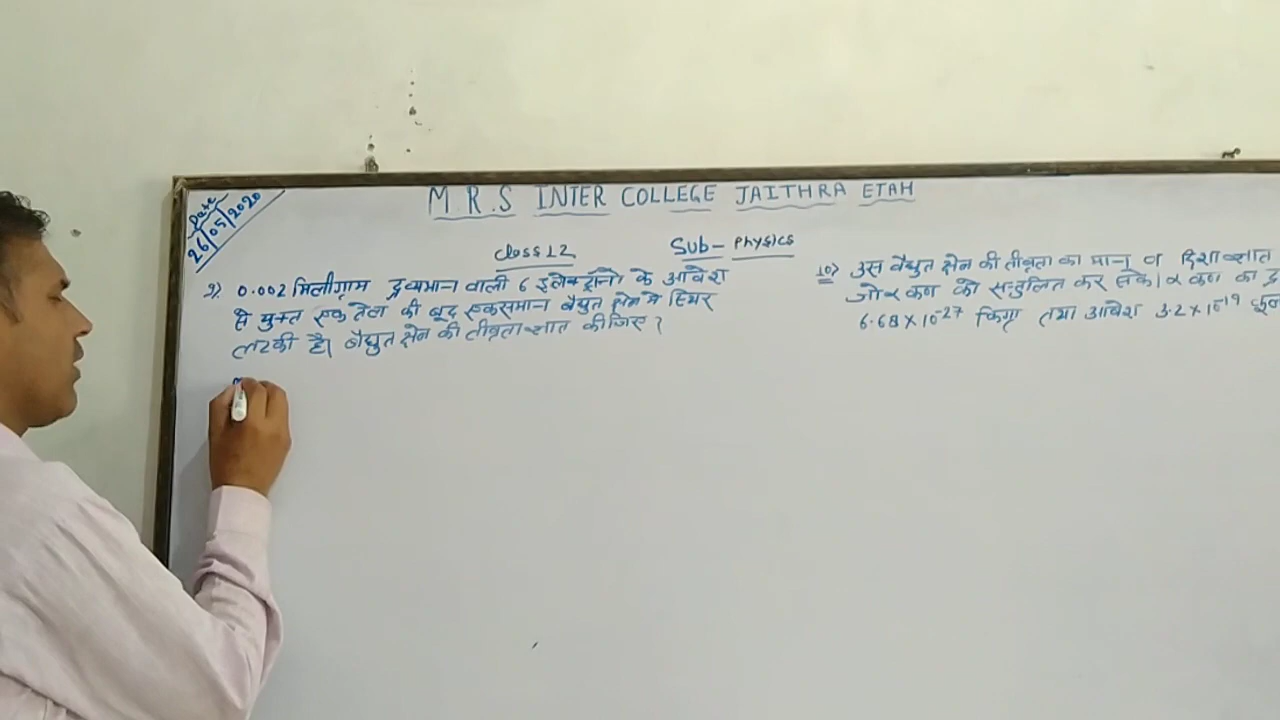 Date
26/05/2020
M R.S INTER COLLEGE JAITHRA ETAH
Class 12
Sub- Physics
9) 0.002 मिलीग्राम द्रव्यमान वाली 6 इलेक्ट्रॉनो के आवेश
से युक्त एक तेल की बूद एकसमान वैधुत क्षेत्र मे स्थिर
लटकी है। वैधुत क्षेत्र की तीव्रता ज्ञात कीजिए ?
10) उस वैधुत क्षेत्र की तीव्रता का मान व दिशा ज्ञात
जो α कण को सन्तुलित कर सके। α कण का द्र
6.68 X 10-27 किग्रा तथा आवेश 3.2 X 10-19